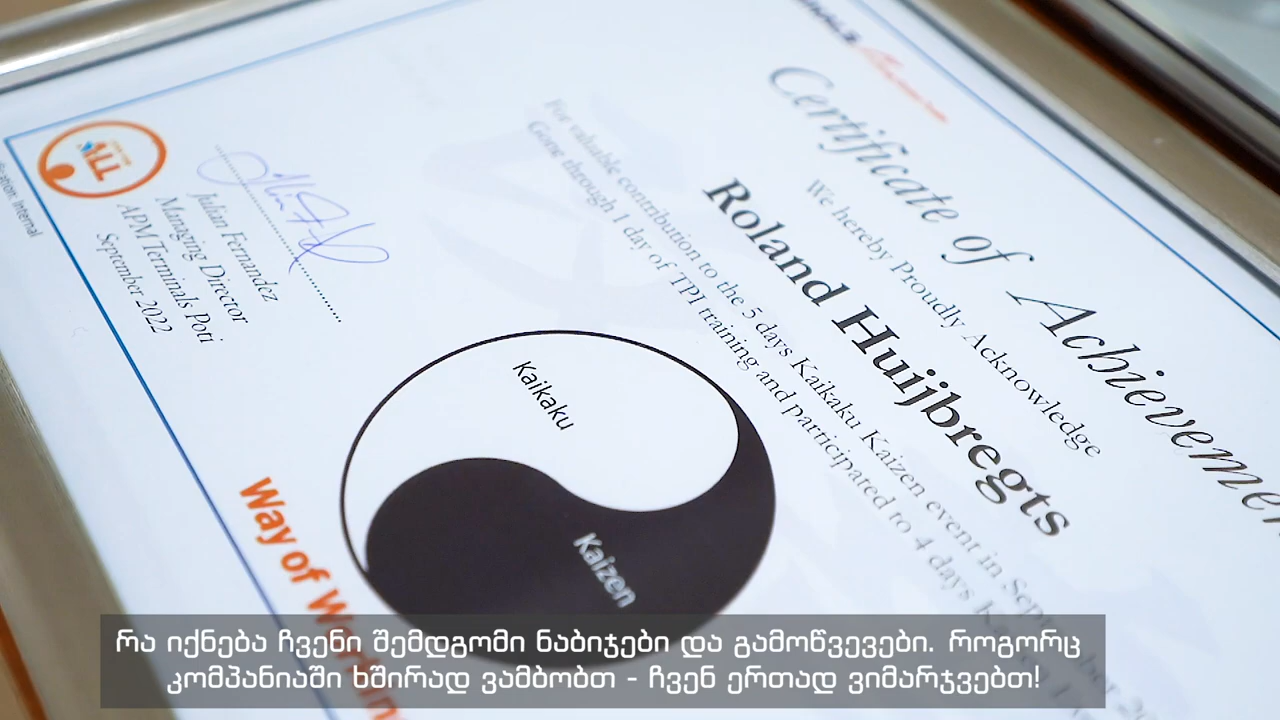 Certificate of
We hereby Proudly Acknowledge
Roland Huijbregts
For valuable contribution to the 5 days Kaikaku Kaizen event in
Gone through 1 day of TPI training and participated to 4 days
Kaikaku
Kaizen
Way of
Julian Fernandez
Managing Director
APM Terminals Poti
September 2022
Internal
რა იქნება ჩვენი შემდგომი ნაბიჯები და გამოწვევები. როგორც
კომპანიაში ხშირად ვამბობთ - ჩვენ ერთად ვიმარჯვებთ!